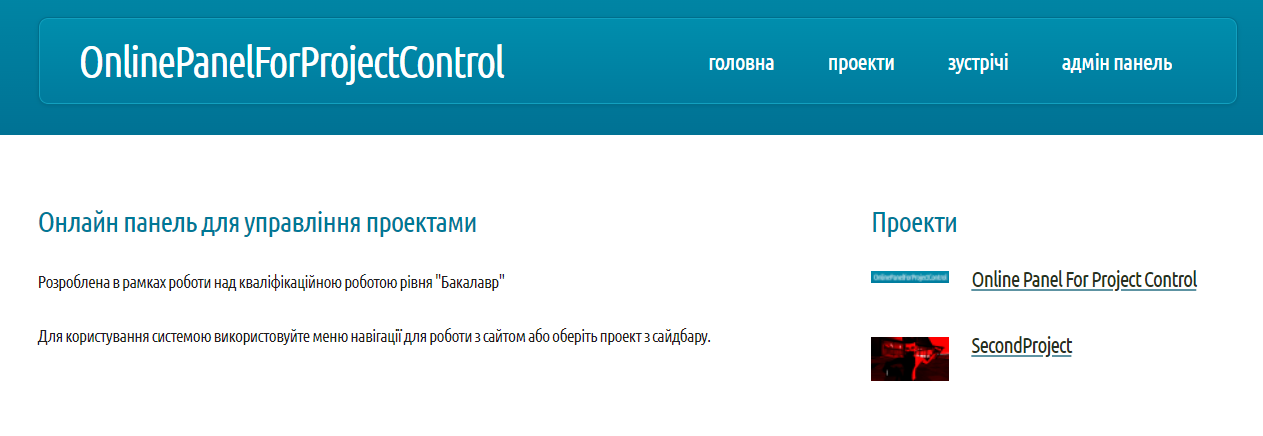 OnlinePanelForProjectControl
головна
проекти
зустрічі
адмін панель
Онлайн панель для управління проектами
Розроблена в рамках роботи над кваліфікаційною роботою рівня "Бакалавр"
Для користування системою використовуйте меню навігації для роботи з сайтом або оберіть проект з сайдбару.
Проекти
OnlinePanelForProjectControl
Online Panel For Project Control
SecondProject